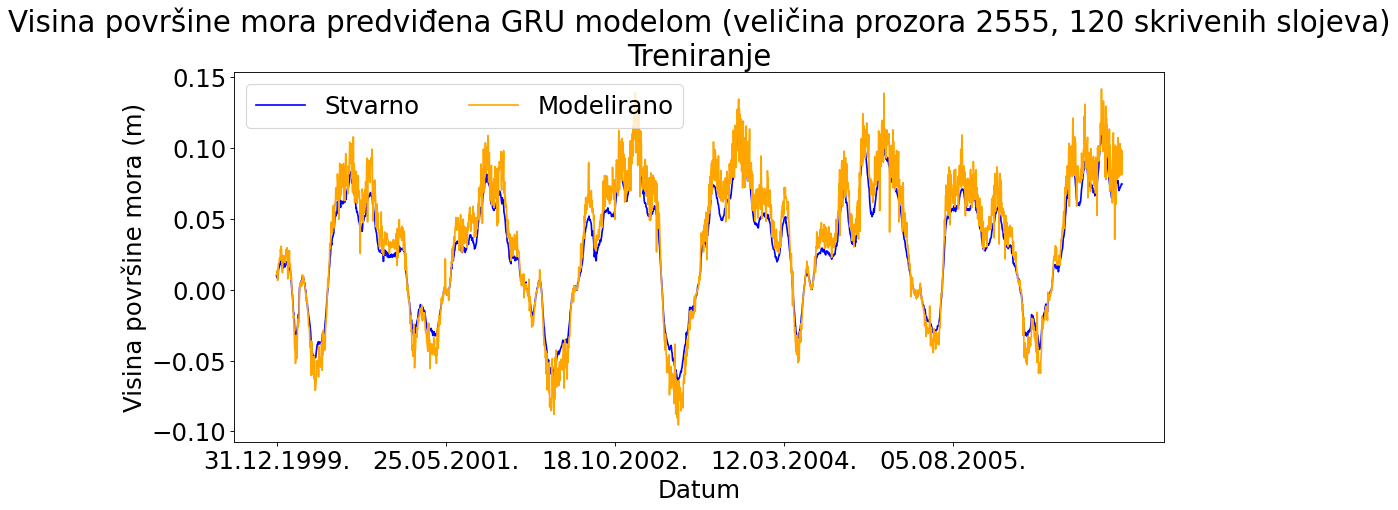 Visina površine mora predviđena GRU modelom (veličina prozora 2555, 120 skrivenih slojeva)
Treniranje
Stvarno Modelirano
Visina površine mora (m)
0.15
0.10
0.05
0.00
−0.05
−0.10
31.12.1999. 25.05.2001. 18.10.2002. 12.03.2004. 05.08.2005.
Datum